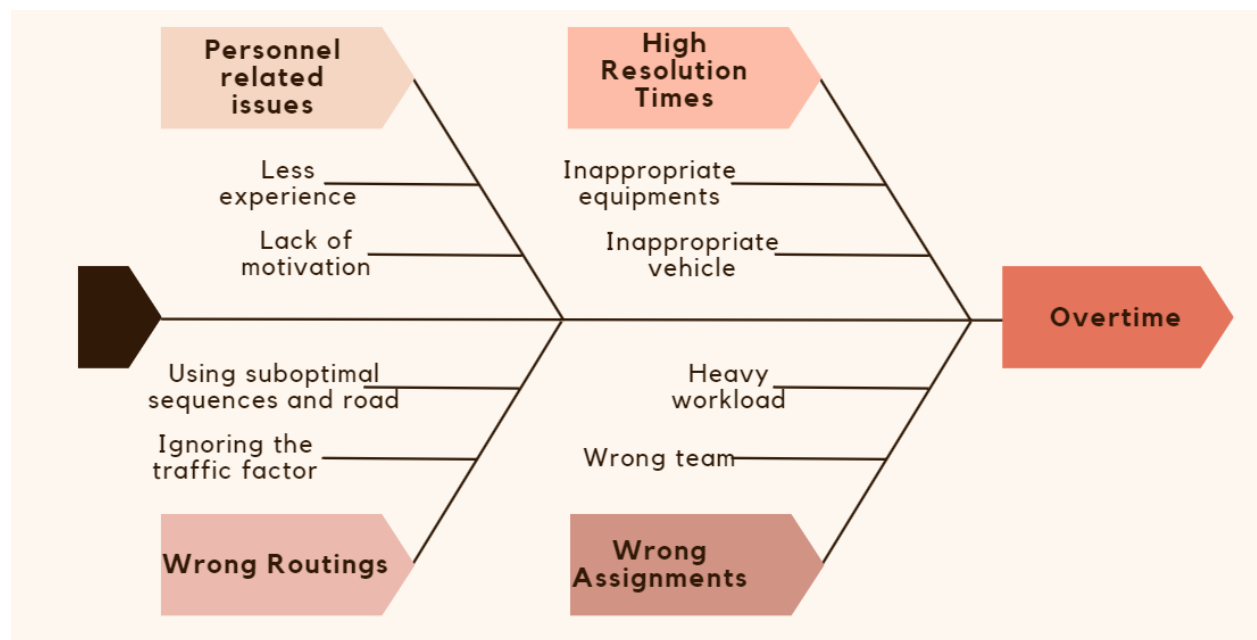 Personnel
related
issues
High
Resolution
Times
Less
experience
Lack of
motivation
Inappropriate
equipments
Inappropriate
vehicle
Overtime
Using suboptimal
sequences and road
Ignoring the
traffic factor
Heavy
workload
Wrong team
Wrong Routings
Wrong
Assignments